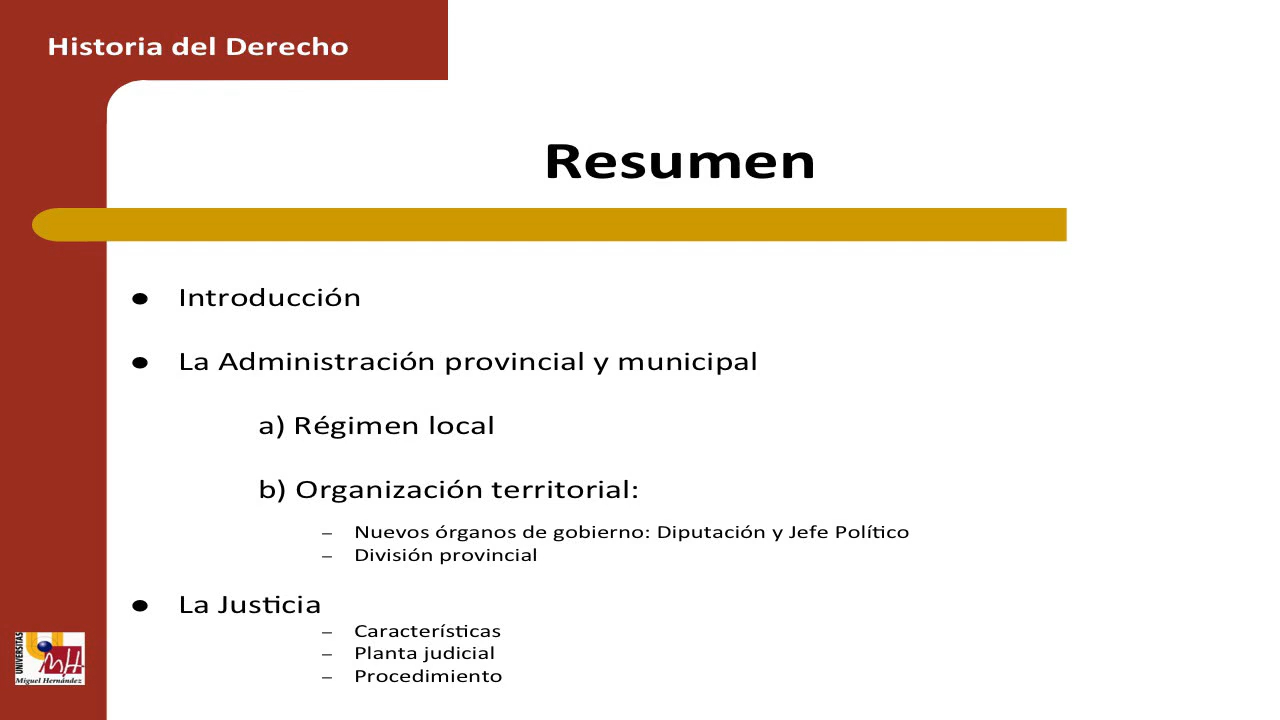 Historia del Derecho
Resumen
● Introducción
● La Administración provincial y municipal
a) Régimen local
b) Organización territorial:
– Nuevos órganos de gobierno: Diputación y Jefe Político
– División provincial
● La Justicia
– Características
– Planta judicial
– Procedimiento
UNIVERSITAS
MH
Miguel Hernández